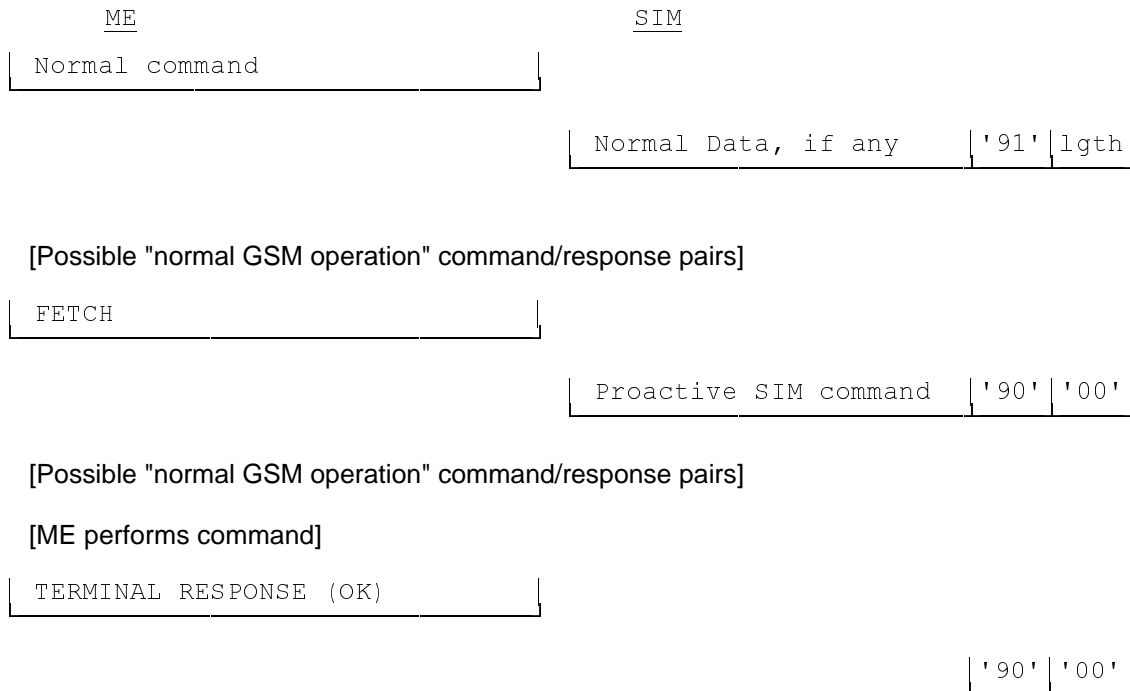 ME SIM
Normal command
Normal Data, if any '91' lgth
[Possible "normal GSM operation" command/response pairs]
FETCH
Proactive SIM command '90' '00'
[Possible "normal GSM operation" command/response pairs]
[ME performs command]
TERMINAL RESPONSE (OK)
'90' '00'